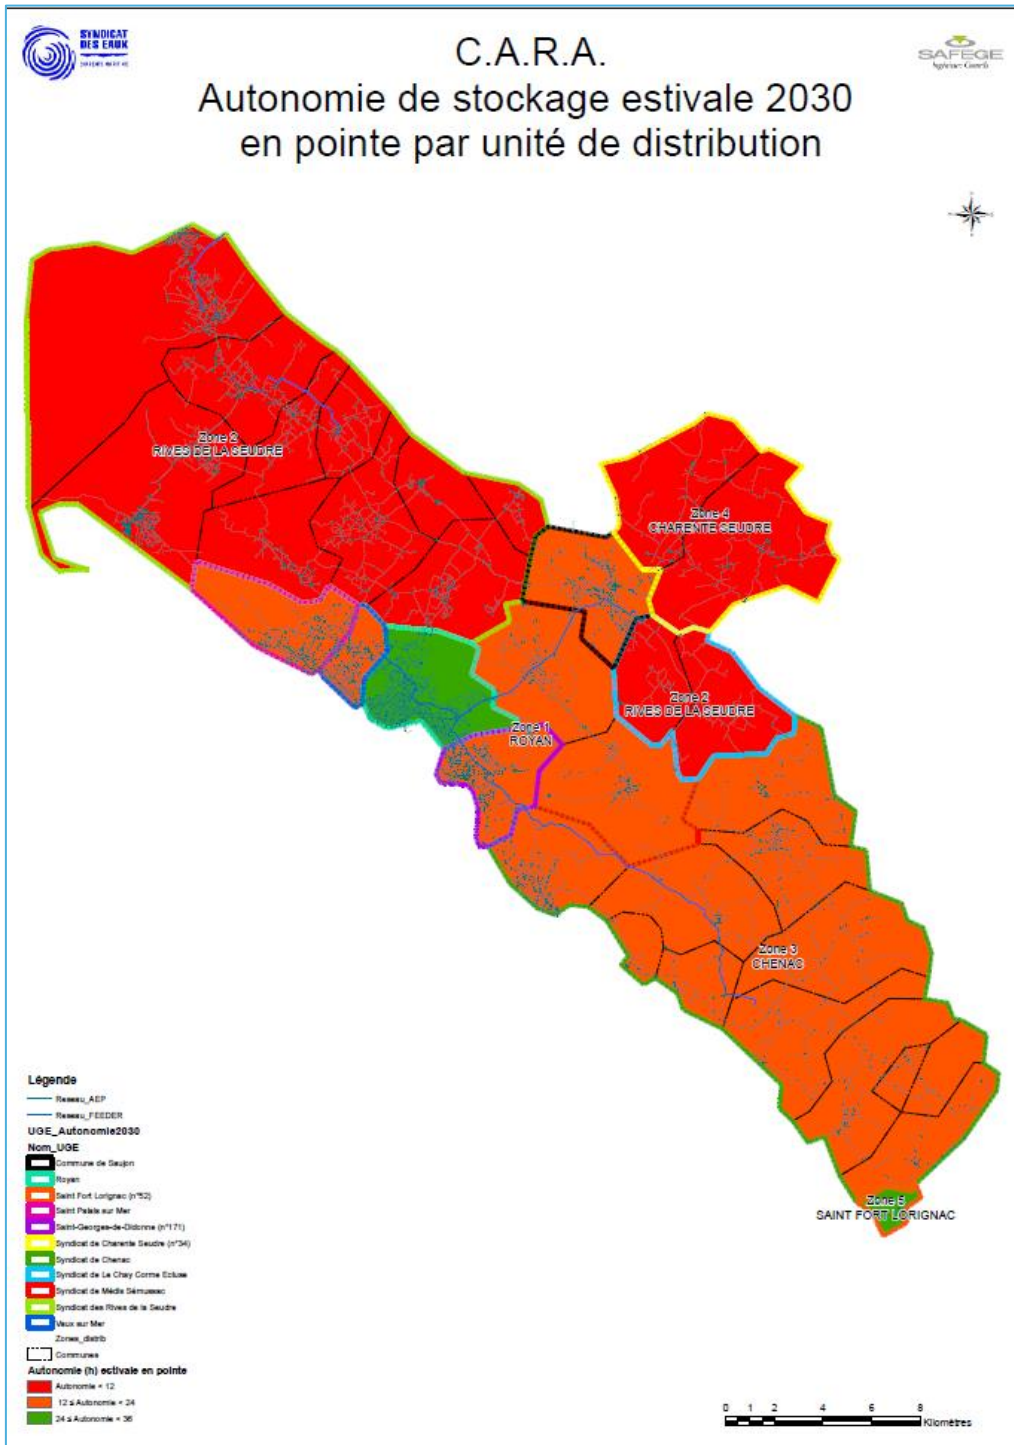 SYNDICAT
DES EAUX
C.A.R.A.
SAFEGE
Autonomie de stockage estivale 2030
en pointe par unité de distribution
Zone 2
RIVES DE LA SEUDRE
Zone 4
CHARENTE SEUDRE
Zone 2
RIVES DE LA SEUDRE
Zone 1
ROYAN
Zone 3
CHENAC
Zone 5
SAINT FORT LORIGNAC
Légende
Reseau_AEP
Reseau_FEEDER
UGE_Autonomie2030
Nom_UGE
Commune de Saujon
Royan
Saint Fort Lorignac (n°52)
Saint Palais sur Mer
Saint-Georges-de-Didonne (n°171)
Syndicat de Charente Seudre (n°34)
Syndicat de Chenac
Syndicat de Le Chay Corme Ecluse
Syndicat de Médis Sémussac
Syndicat des Rives de la Seudre
Vaux sur Mer
Zones_distrib
Communes
Autonomie (h) estivale en pointe
Autonomie < 12
12 ≤ Autonomie < 24
24 ≤ Autonomie < 36
0 1 2 4 6 8
Kilomètres